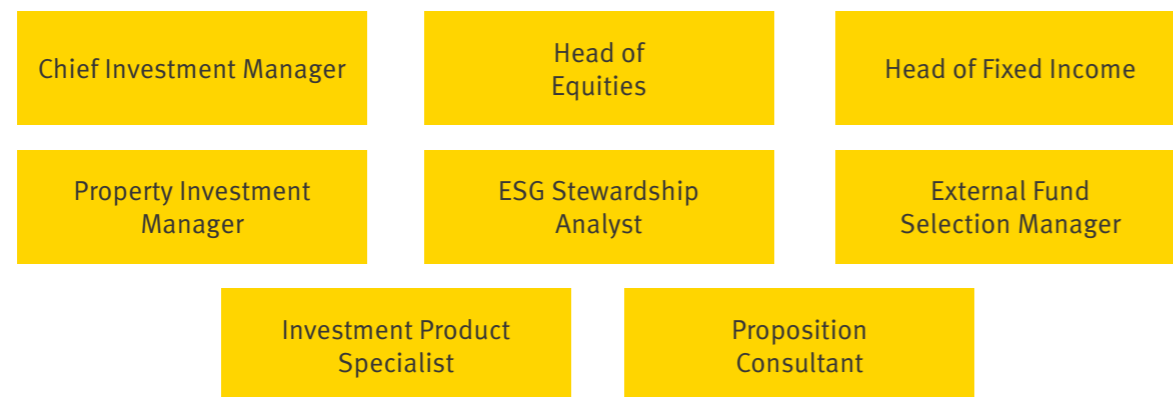 Chief Investment Manager
Head of
Equities
Head of Fixed Income
Property Investment
Manager
ESG Stewardship
Analyst
External Fund
Selection Manager
Investment Product
Specialist
Proposition
Consultant